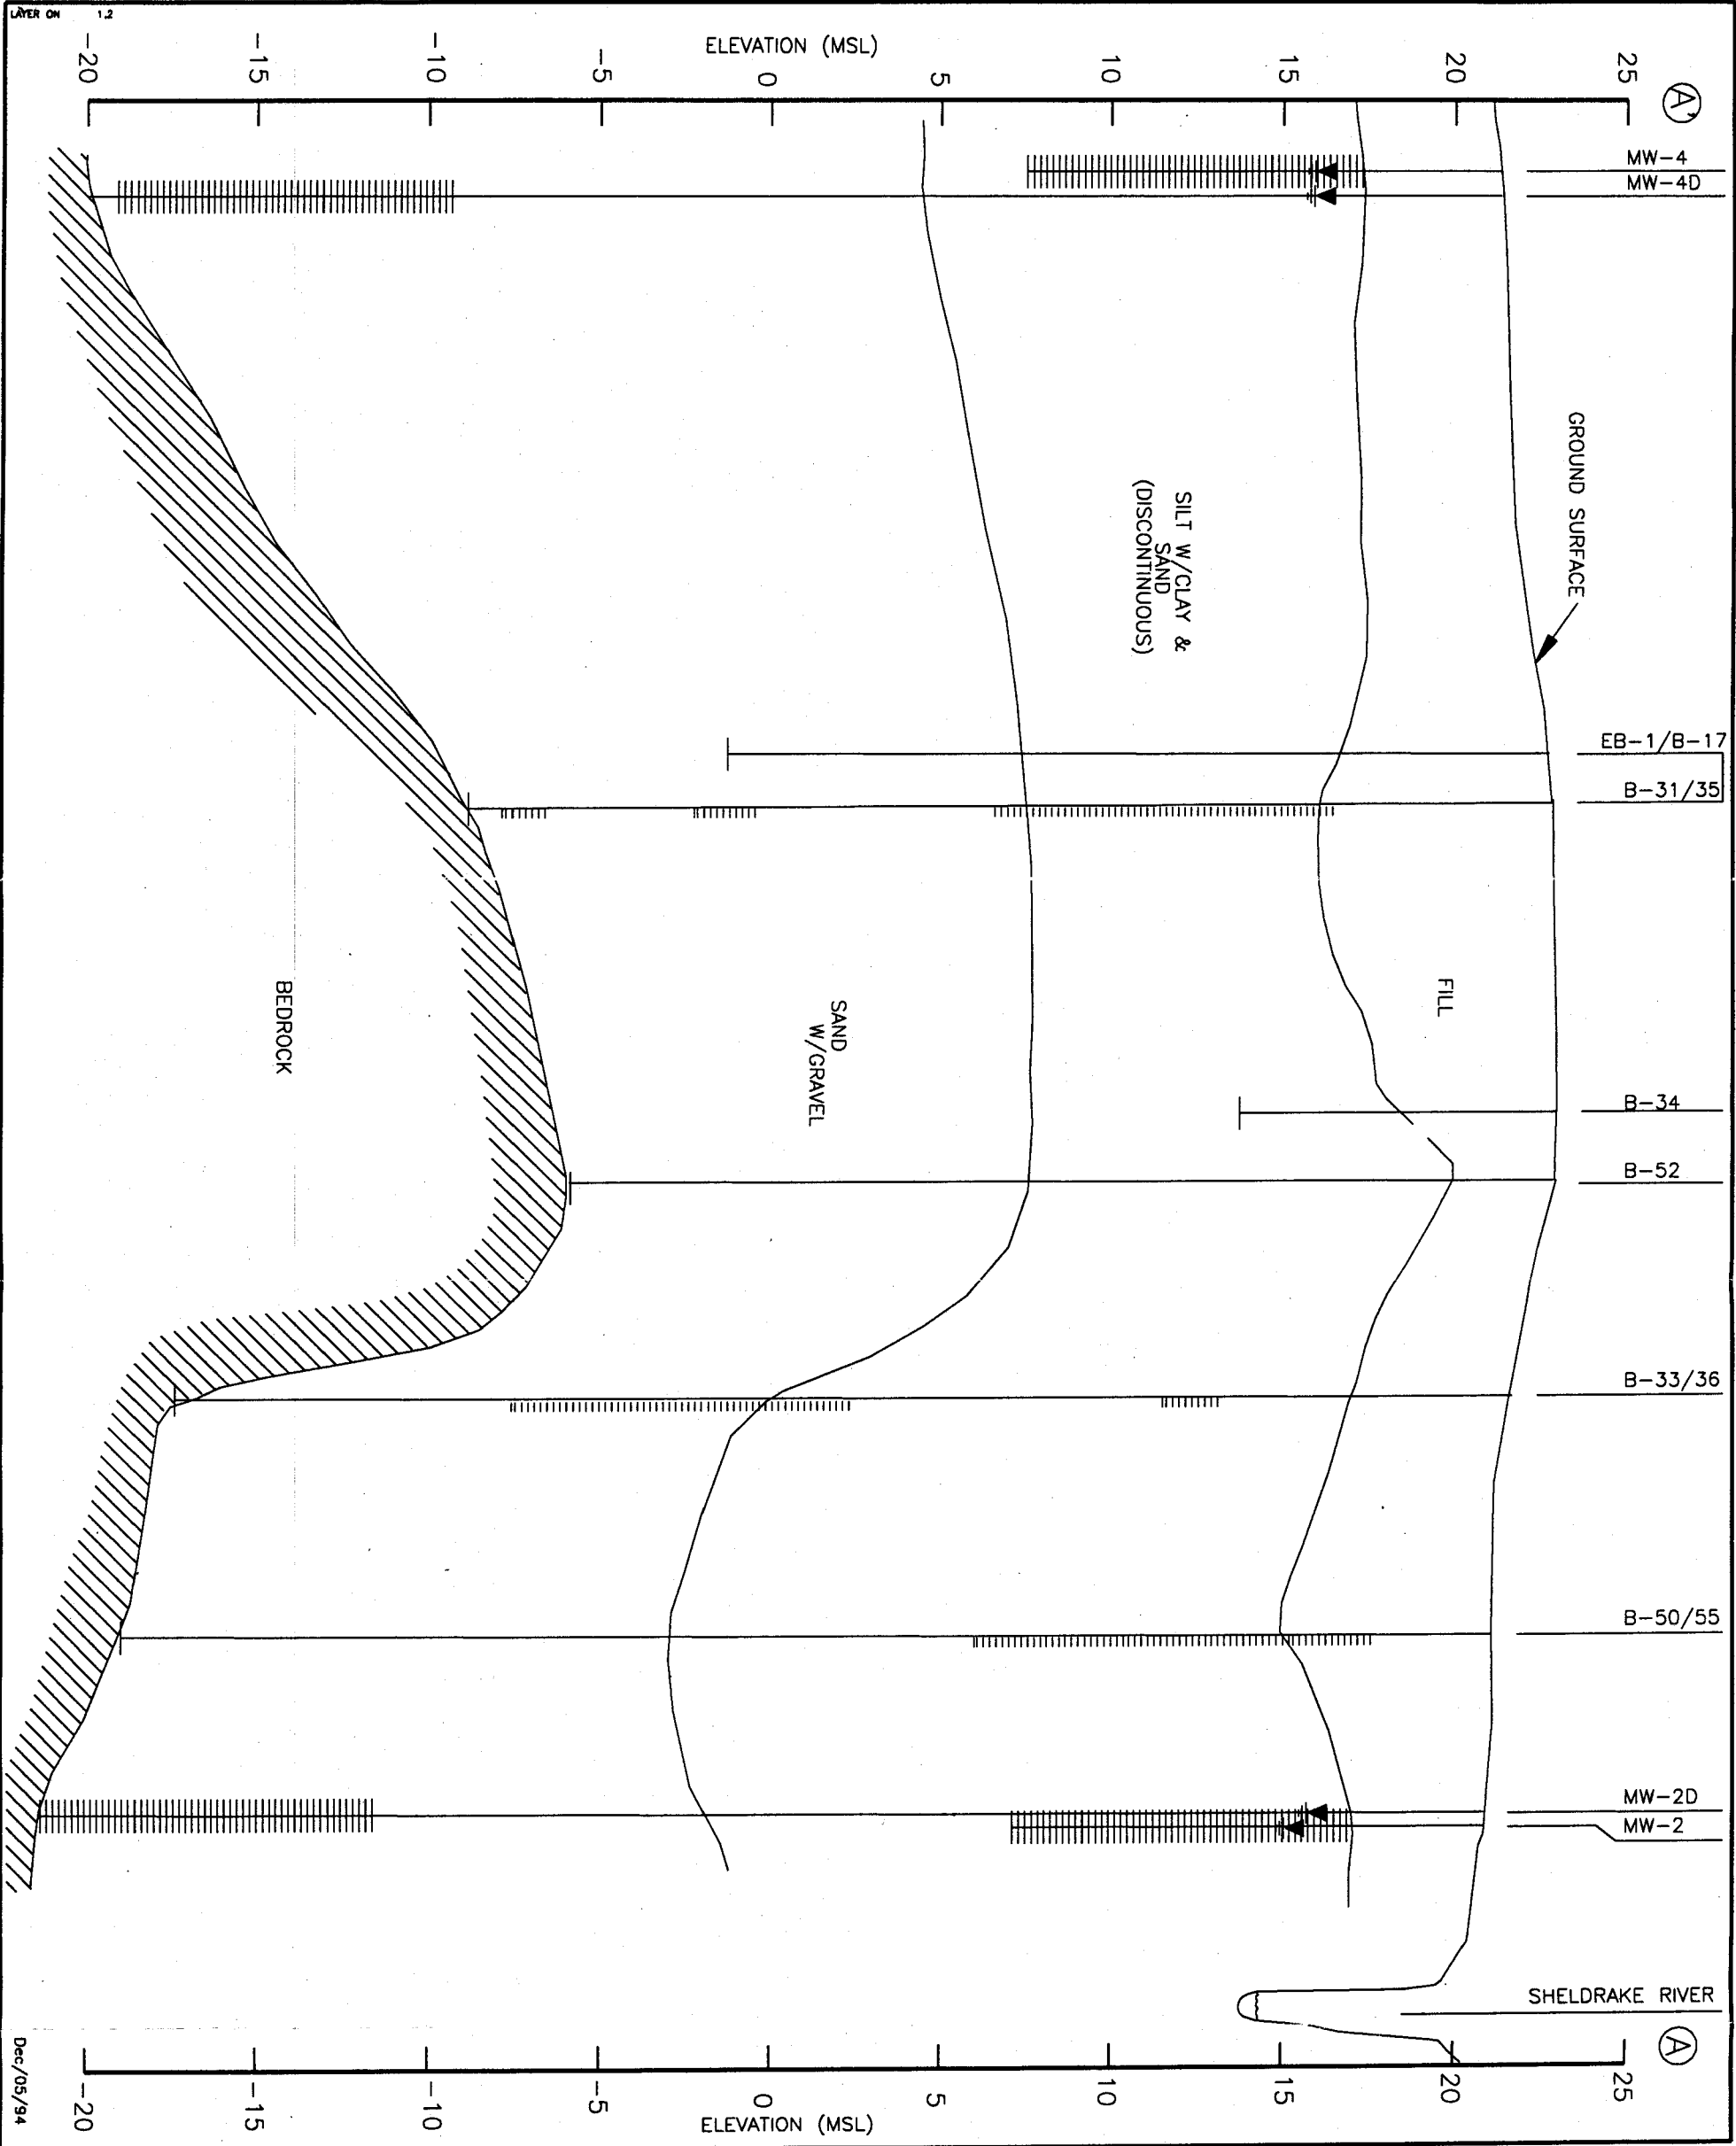 LAYER ON 1.2
ELEVATION (MSL)
-20
-15
-10
-5
0
5
10
15
20
25
A'
MW-4
MW-4D
GROUND SURFACE
SILT W/CLAY &
SAND
(DISCONTINUOUS)
EB-1/B-17
B-31/35
FILL
SAND
W/GRAVEL
BEDROCK
B-34
B-52
B-33/36
B-50/55
MW-2D
MW-2
SHELDRAKE RIVER
A
-20
-15
-10
-5
0
5
10
15
20
25
ELEVATION (MSL)
Dec/05/94